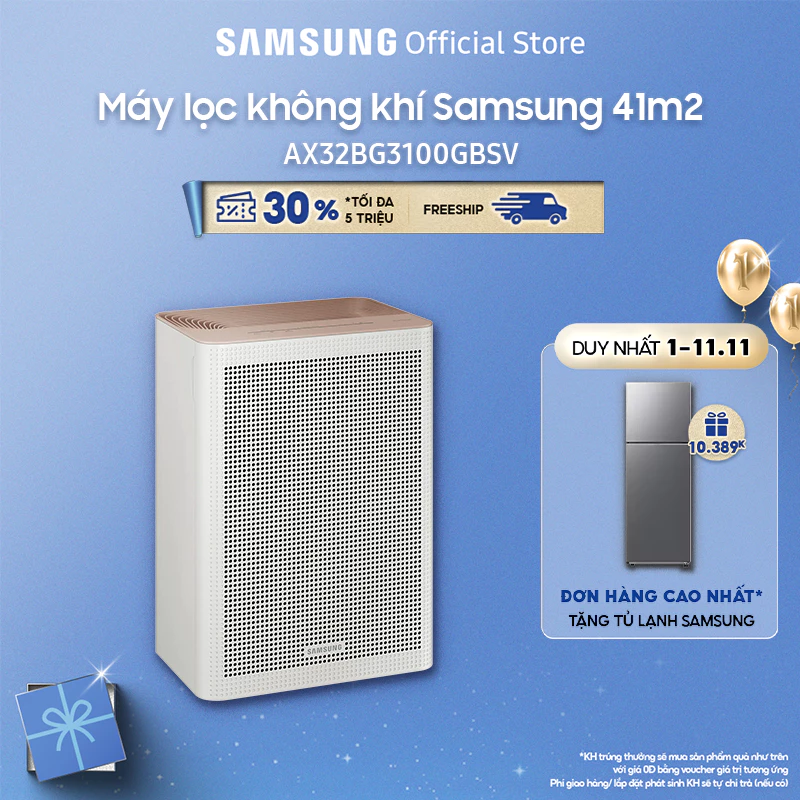 SAMSUNG Official Store
Máy lọc không khí Samsung 41m2
AX32BG3100GBSV
30% *TỐI ĐA
5 TRIỆU
FREESHIP
1
1
DUY NHẤT 1-11.11
10.389K
ĐƠN HÀNG CAO NHẤT*
TẶNG TỦ LẠNH SAMSUNG
SAMSUNG
*KH trúng thưởng sẽ mua sản phẩm quà như trên
với giá 0Đ bằng voucher giá trị tương ứng
Phí giao hàng/ lắp đặt phát sinh KH sẽ tự chi trả (nếu có)